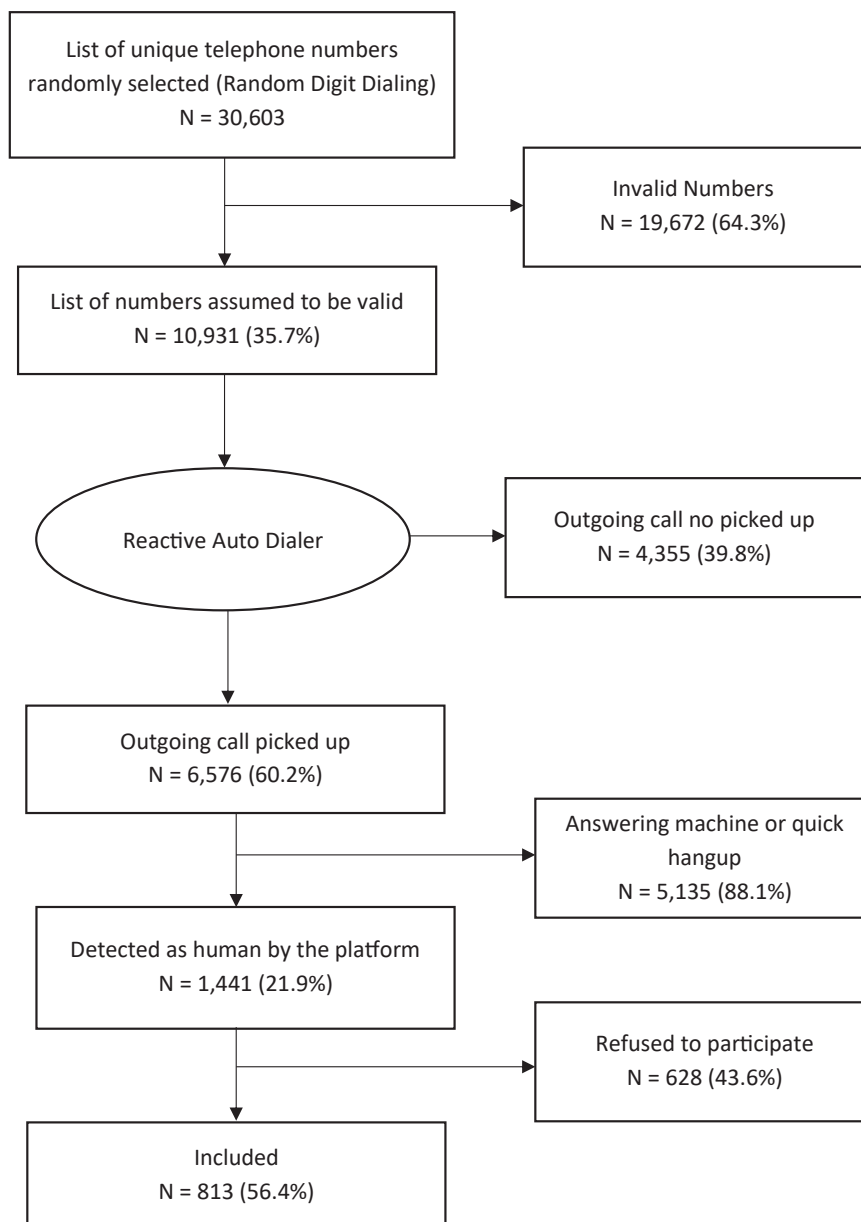 List of unique telephone numbers
randomly selected (Random Digit Dialing)
N = 30,603
Invalid Numbers
N = 19,672 (64.3%)
List of numbers assumed to be valid
N = 10,931 (35.7%)
Reactive Auto Dialer
Outgoing call no picked up
N = 4,355 (39.8%)
Outgoing call picked up
N = 6,576 (60.2%)
Answering machine or quick
hangup
N = 5,135 (88.1%)
Detected as human by the platform
N = 1,441 (21.9%)
Refused to participate
N = 628 (43.6%)
Included
N = 813 (56.4%)